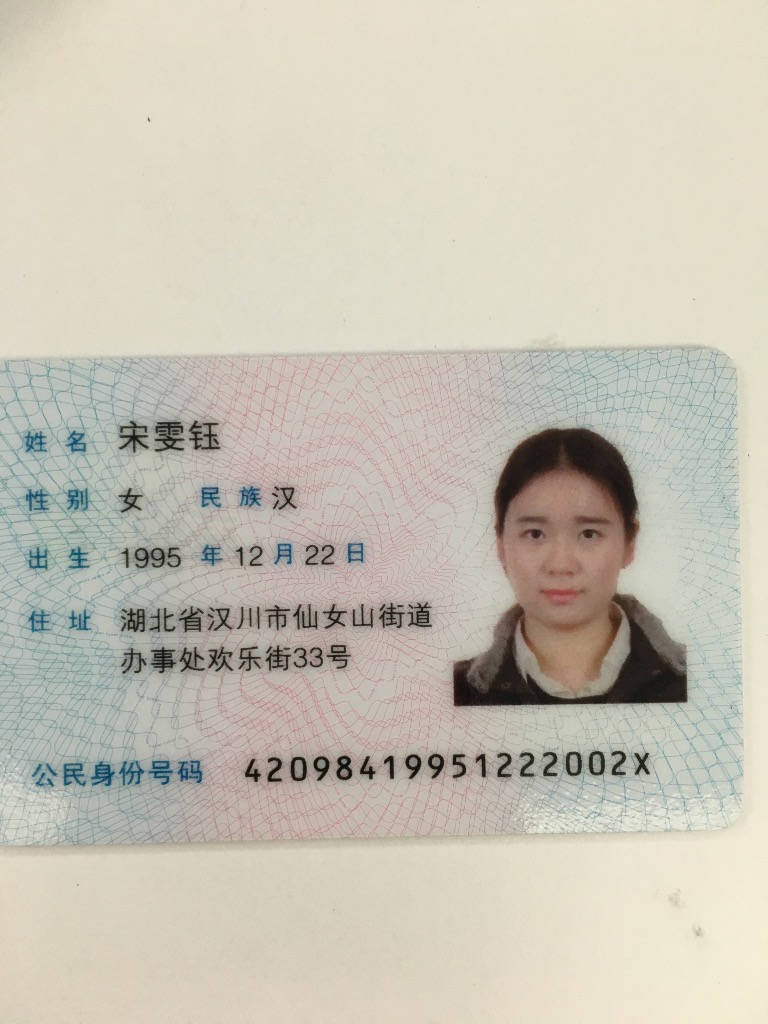 姓名 宋雯钰
性别 女 民族 汉
出生 1995 年 12 月 22 日
住址 湖北省汉川市仙女山街道
办事处欢乐街33号
公民身份号码 42098419951222002X